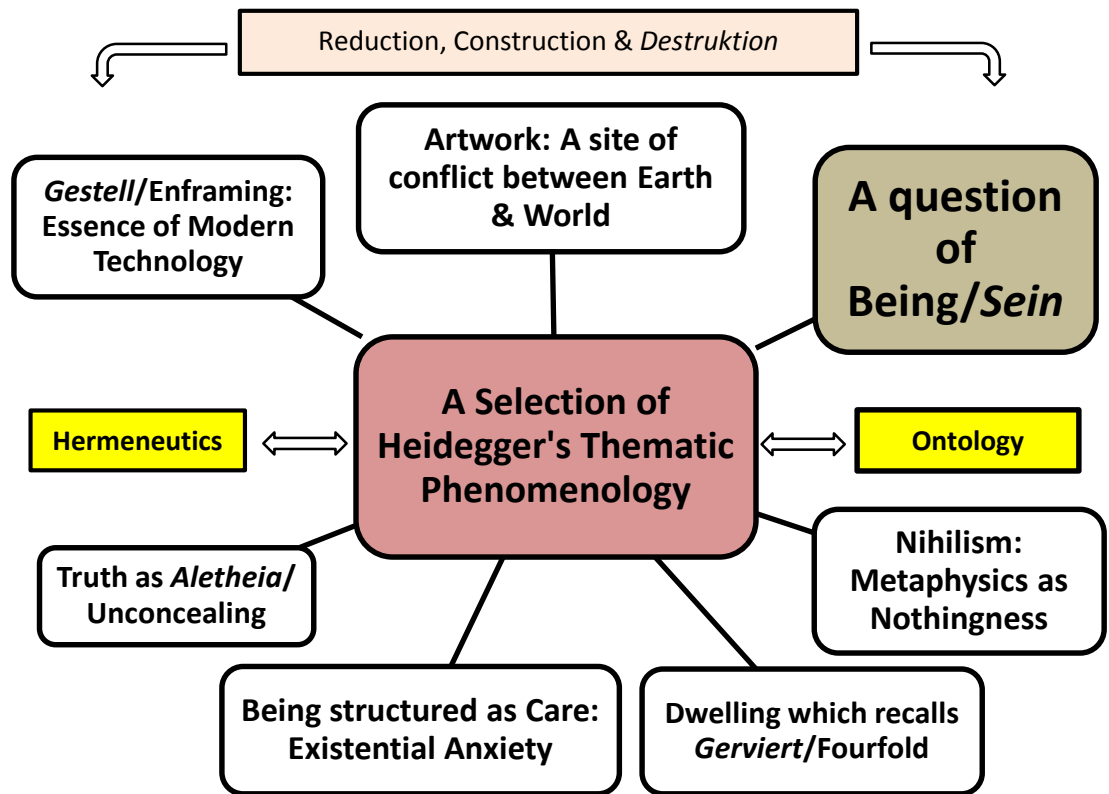 Reduction, Construction & Destruktion
Artwork: A site of
conflict between Earth
& World
Gestell/Enframing:
Essence of Modern
Technology
A question
of
Being/Sein
A Selection of
Heidegger's Thematic
Phenomenology
Hermeneutics
Ontology
Truth as Aletheia/
Unconcealing
Nihilism:
Metaphysics as
Nothingness
Being structured as Care:
Existential Anxiety
Dwelling which recalls
Gerviert/Fourfold